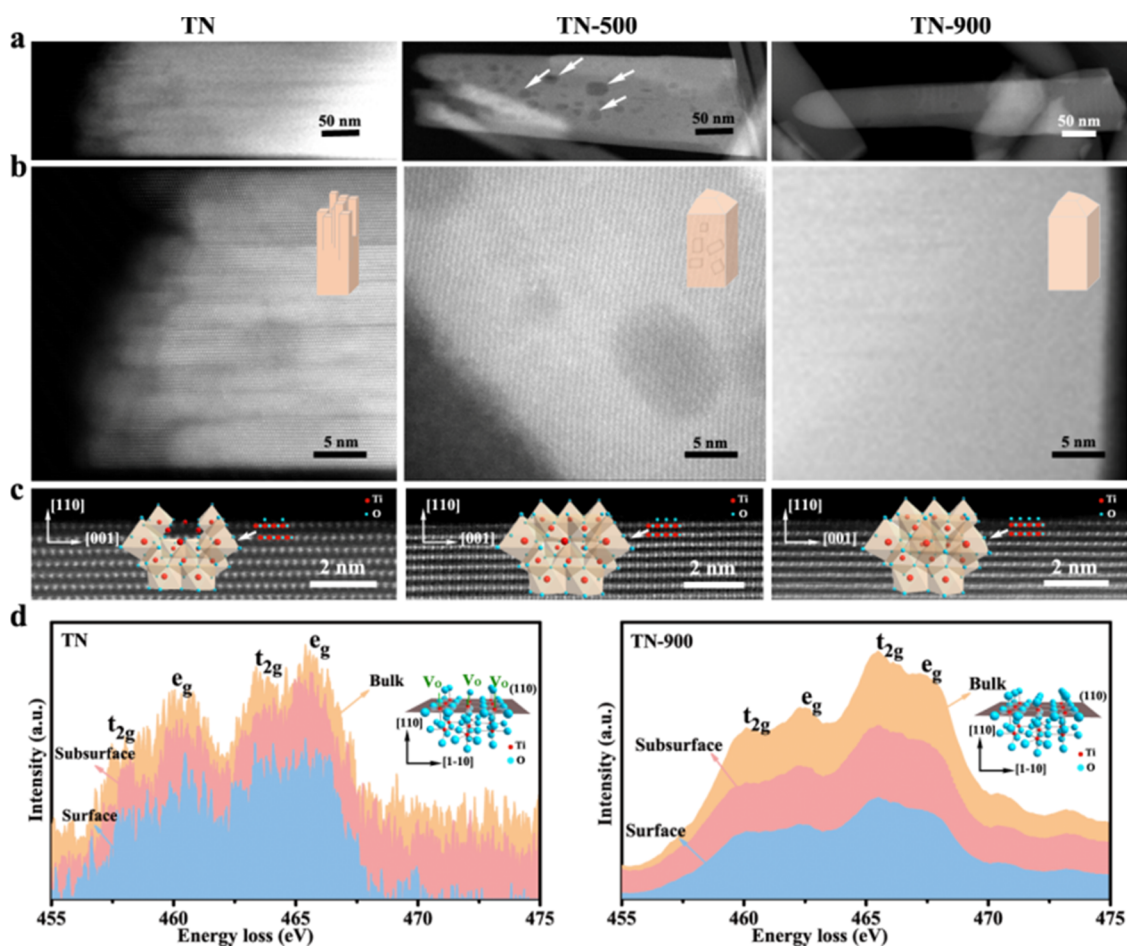 TN TN-500 TN-900
a
50 nm 50 nm 50 nm
b
5 nm 5 nm 5 nm
c
[110] Ti [110] Ti [110] Ti
O O O
[001] [001] [001]
2 nm 2 nm 2 nm
d
TN
t2g
eg
t2g
eg
Bulk
Subsurface
Surface
Vo Vo Vo
(110)
[110]
Ti
O
[1-10]
Intensity (a.u.)
455 460 465 470 475
Energy loss (eV)
TN-900
t2g
eg
t2g
eg
Bulk
Subsurface
Surface
(110)
[110]
Ti
O
[1-10]
Intensity (a.u.)
455 460 465 470 475
Energy loss (eV)